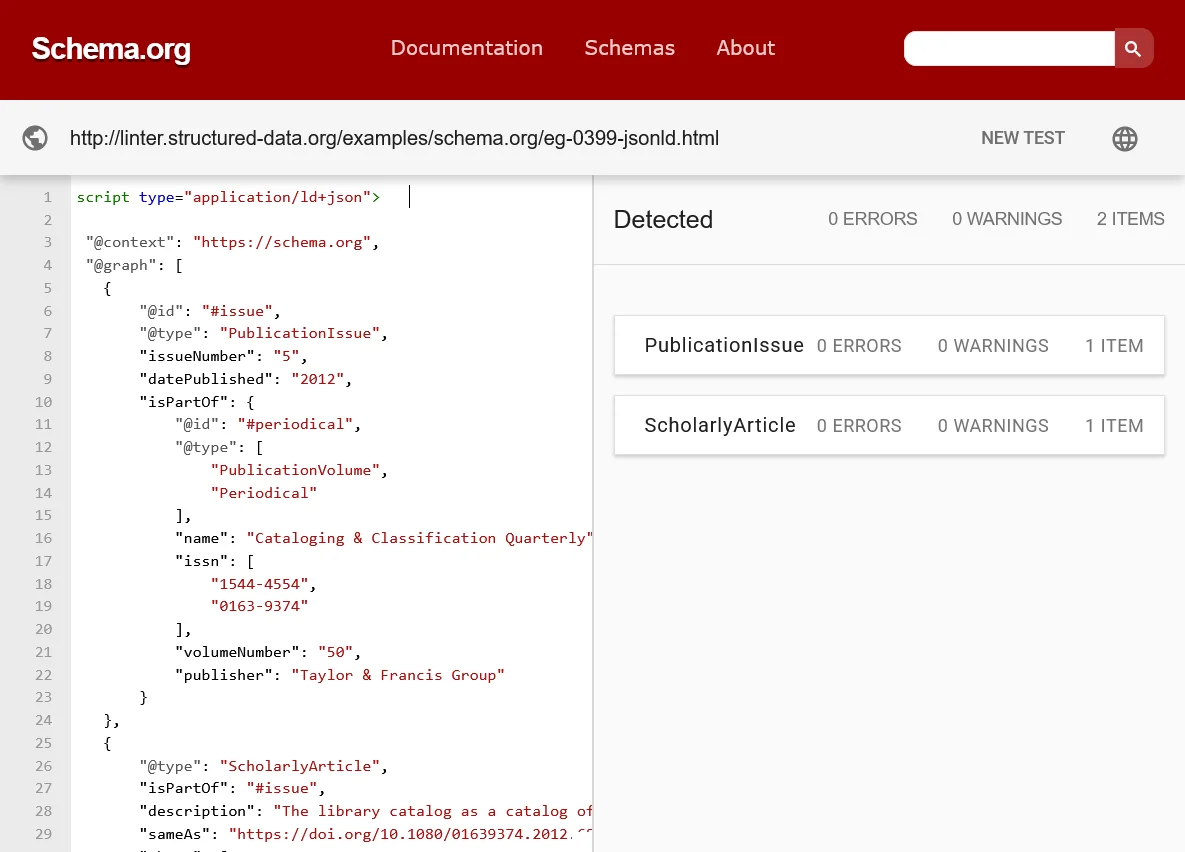 Schema.org
Documentation Schemas About
http://linter.structured-data.org/examples/schema.org/eg-0399-jsonld.html NEW TEST
1 script type="application/ld+json">
2
3 "@context": "https://schema.org",
4 "@graph": [
5 {
6 "@id": "#issue",
7 "@type": "PublicationIssue",
8 "issueNumber": "5",
9 "datePublished": "2012",
10 "isPartOf": {
11 "@id": "#periodical",
12 "@type": [
13 "PublicationVolume",
14 "Periodical"
15 ],
16 "name": "Cataloging & Classification Quarterly"
17 "issn": [
18 "1544-4554",
19 "0163-9374"
20 ],
21 "volumeNumber": "50",
22 "publisher": "Taylor & Francis Group"
23 }
24 },
25 {
26 "@type": "ScholarlyArticle",
27 "isPartOf": "#issue",
28 "description": "The library catalog as a catalog of
29 "sameAs": "https://doi.org/10.1080/01639374.2012.
Detected 0 ERRORS 0 WARNINGS 2 ITEMS
PublicationIssue 0 ERRORS 0 WARNINGS 1 ITEM
ScholarlyArticle 0 ERRORS 0 WARNINGS 1 ITEM